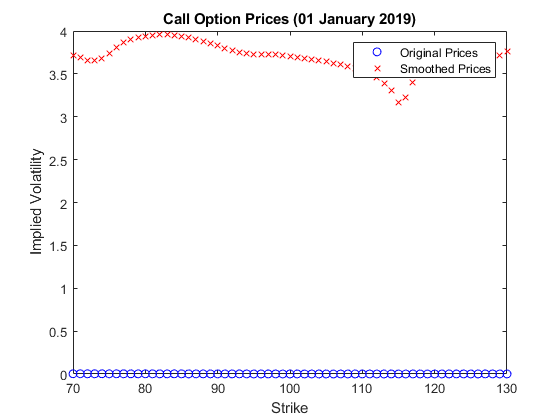 Call Option Prices (01 January 2019)
Original Prices
Smoothed Prices
4
3.5
3
2.5
2
1.5
1
0.5
0
Implied Volatility
70 80 90 100 110 120 130
Strike